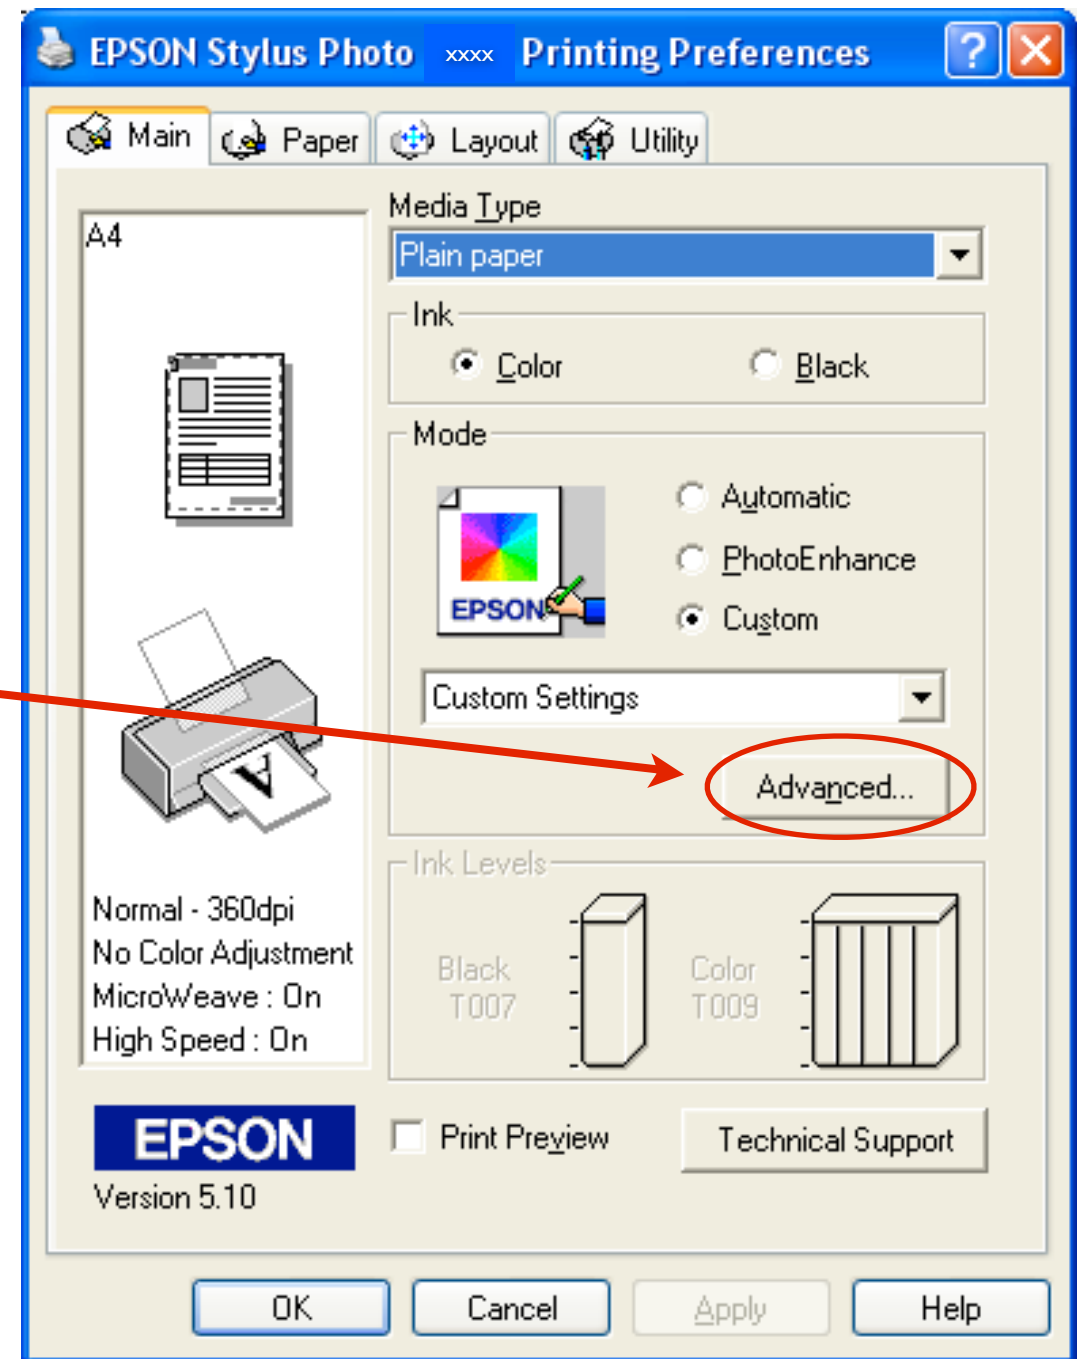 EPSON Stylus Photo xxxx Printing Preferences
Main Paper Layout Utility
A4
Media Type
Plain paper
Ink
Color Black
Mode
EPSON
Automatic
PhotoEnhance
Custom
Custom Settings
Advanced...
A
Ink Levels
Black
T007
Color
T009
Normal - 360dpi
No Color Adjustment
MicroWeave : On
High Speed : On
EPSON
Version 5.10
Print Preview
Technical Support
OK Cancel Apply Help